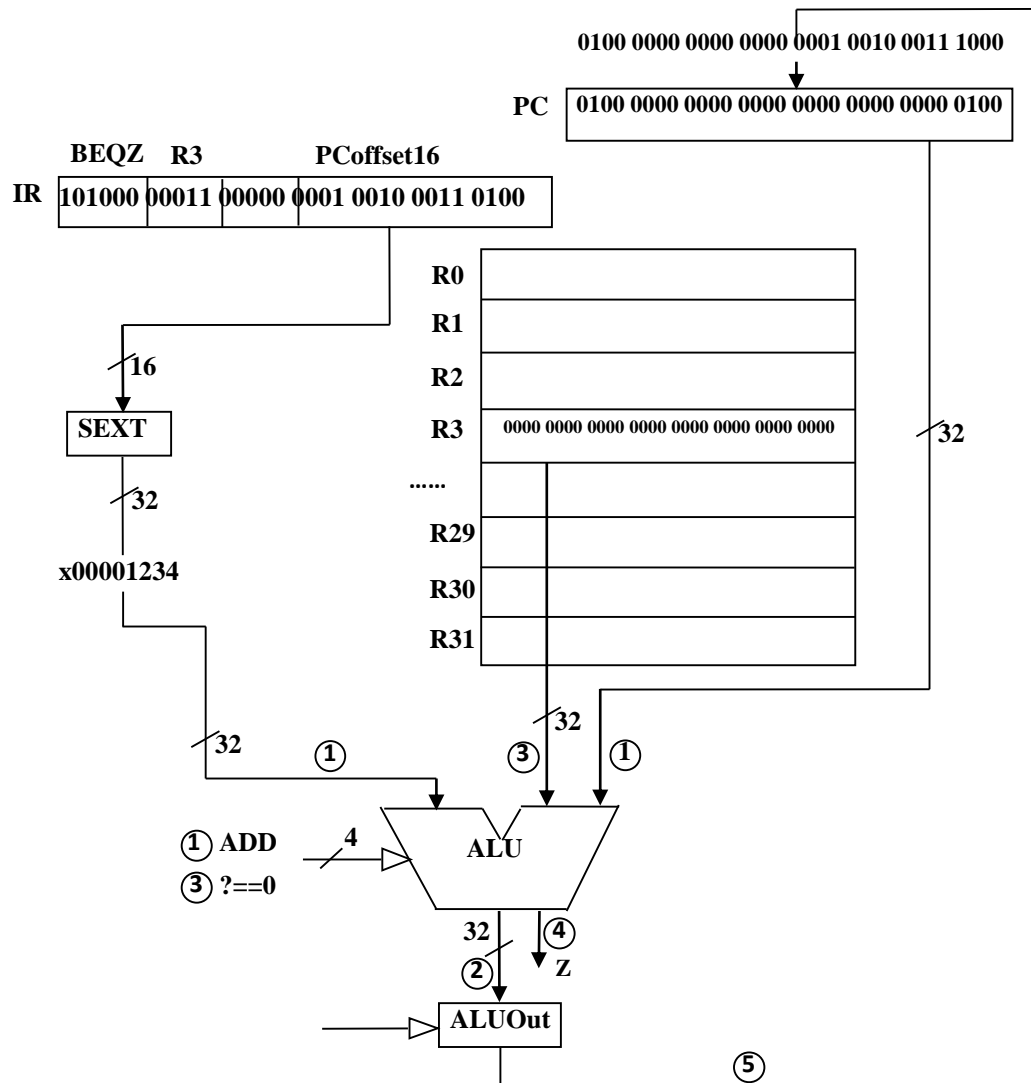 0100 0000 0000 0000 0001 0010 0011 1000
PC
0100 0000 0000 0000 0000 0000 0000 0100
BEQZ R3 PCoffset16
IR
101000 00011 00000 0001 0010 0011 0100
R0
R1
16
R2
SEXT
R3
0000 0000 0000 0000 0000 0000 0000 0000
32
32
......
R29
x00001234
R30
R31
32
32
1
3
1
1 ADD
4
ALU
3 ?==0
32
4
2
Z
ALUOut
5